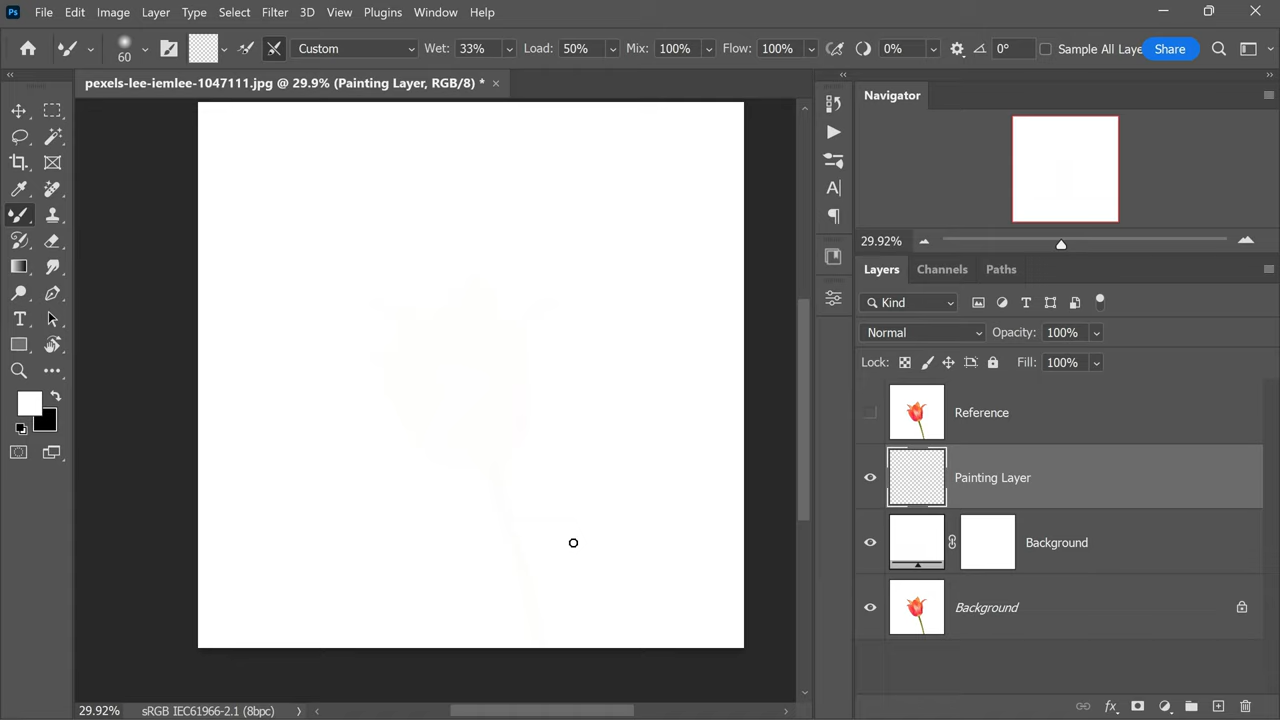 Ps File Edit Image Layer Type Select Filter 3D View Plugins Window Help
60 Custom Wet: 33% Load: 50% Mix: 100% Flow: 100% 0% 0° Sample All Laye Share
pexels-lee-iemlee-1047111.jpg @ 29.9% (Painting Layer, RGB/8) *
Navigator
29.92%
Layers Channels Paths
Kind
Normal Opacity: 100%
Lock: Fill: 100%
Reference
Painting Layer
Background
Background
29.92% sRGB IEC61966-2.1 (8bpc)